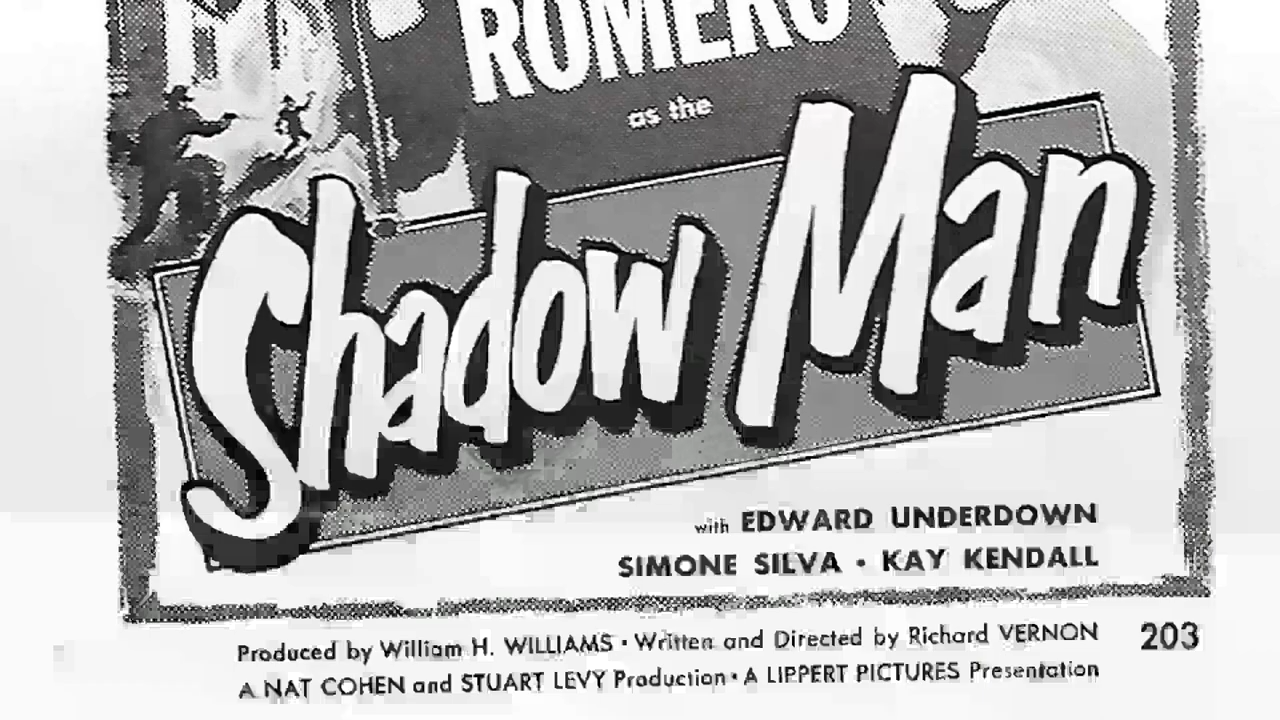 ROMERO
as the
Shadow Man
with EDWARD UNDERDOWN
SIMONE SILVA • KAY KENDALL
Produced by William H. WILLIAMS • Written and Directed by Richard VERNON
203
A NAT COHEN and STUART LEVY Production • A LIPPERT PICTURES Presentation